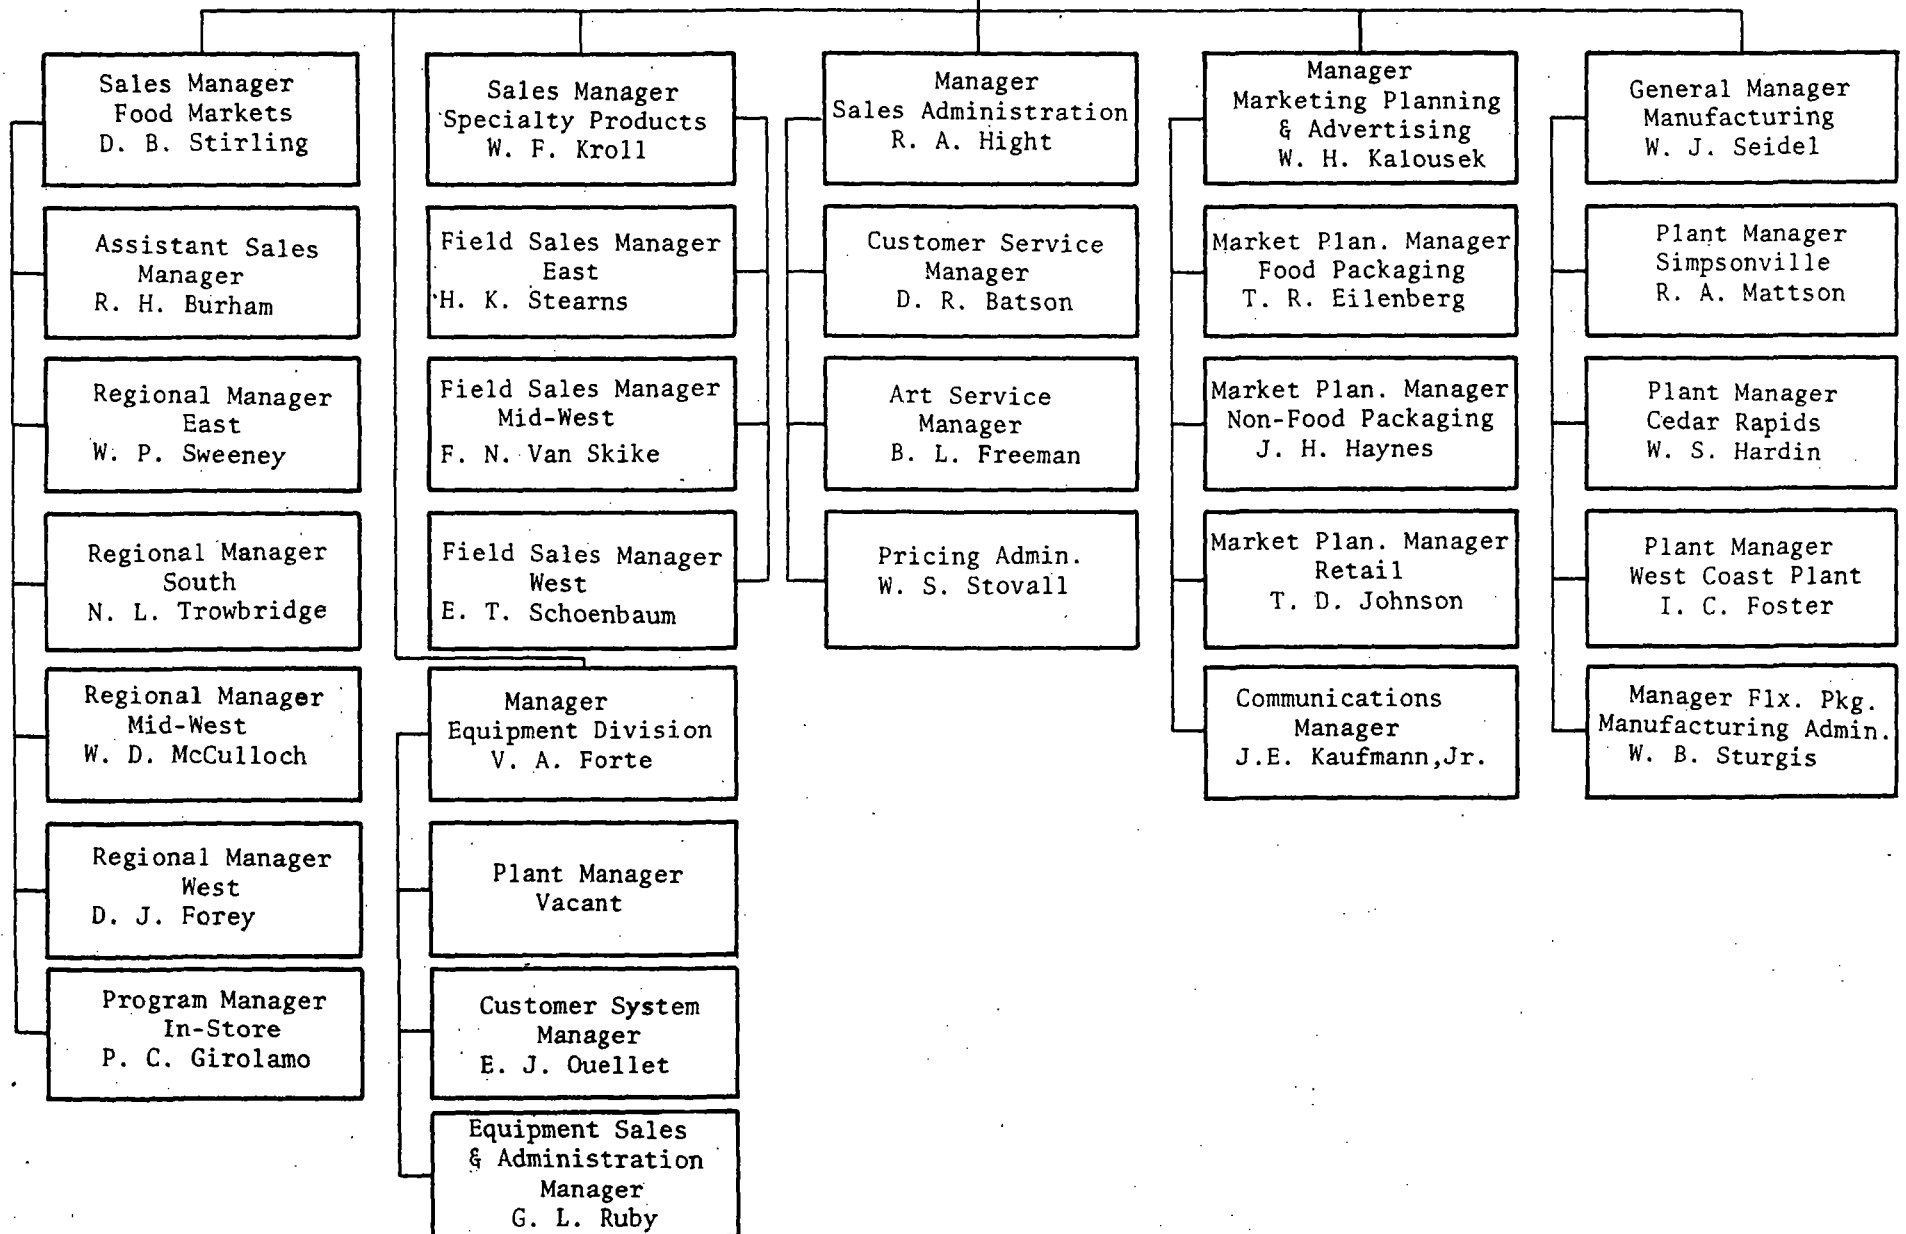 Sales Manager
Food Markets
D. B. Stirling
Assistant Sales
Manager
R. H. Burham
Regional Manager
East
W. P. Sweeney
Regional Manager
South
N. L. Trowbridge
Regional Manager
Mid-West
W. D. McCulloch
Regional Manager
West
D. J. Forey
Program Manager
In-Store
P. C. Girolamo
Sales Manager
Specialty Products
W. F. Kroll
Field Sales Manager
East
H. K. Stearns
Field Sales Manager
Mid-West
F. N. Van Skike
Field Sales Manager
West
E. T. Schoenbaum
Manager
Equipment Division
V. A. Forte
Plant Manager
Vacant
Customer System
Manager
E. J. Ouellet
Equipment Sales
& Administration
Manager
G. L. Ruby
Manager
Sales Administration
R. A. Hight
Customer Service
Manager
D. R. Batson
Art Service
Manager
B. L. Freeman
Pricing Admin.
W. S. Stovall
Manager
Marketing Planning
& Advertising
W. H. Kalousek
Market Plan. Manager
Food Packaging
T. R. Eilenberg
Market Plan. Manager
Non-Food Packaging
J. H. Haynes
Market Plan. Manager
Retail
T. D. Johnson
Communications
Manager
J.E. Kaufmann,Jr.
General Manager
Manufacturing
W. J. Seidel
Plant Manager
Simpsonville
R. A. Mattson
Plant Manager
Cedar Rapids
W. S. Hardin
Plant Manager
West Coast Plant
I. C. Foster
Manager Flx. Pkg.
Manufacturing Admin.
W. B. Sturgis